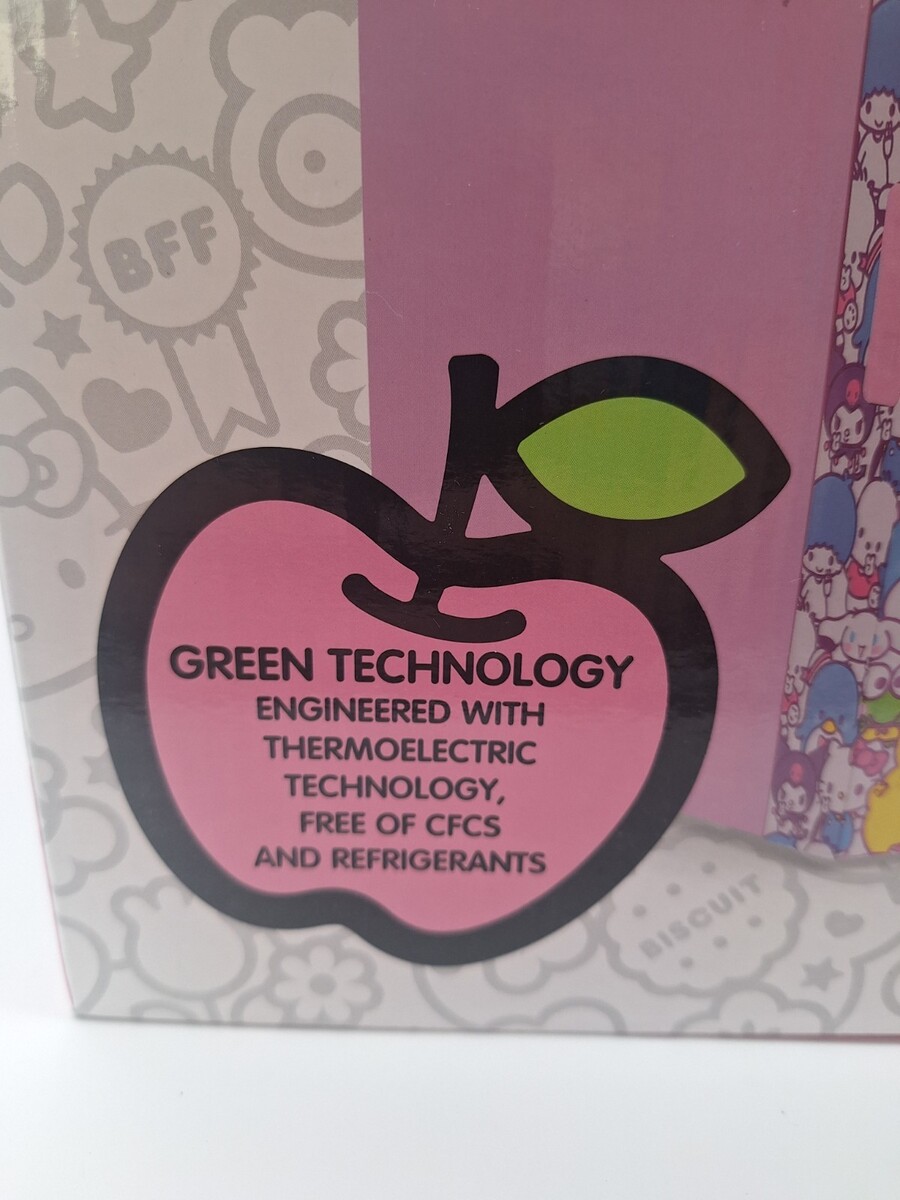 BFF
GREEN TECHNOLOGY
ENGINEERED WITH
THERMOELECTRIC
TECHNOLOGY,
FREE OF CFCS
AND REFRIGERANTS
BISCUIT